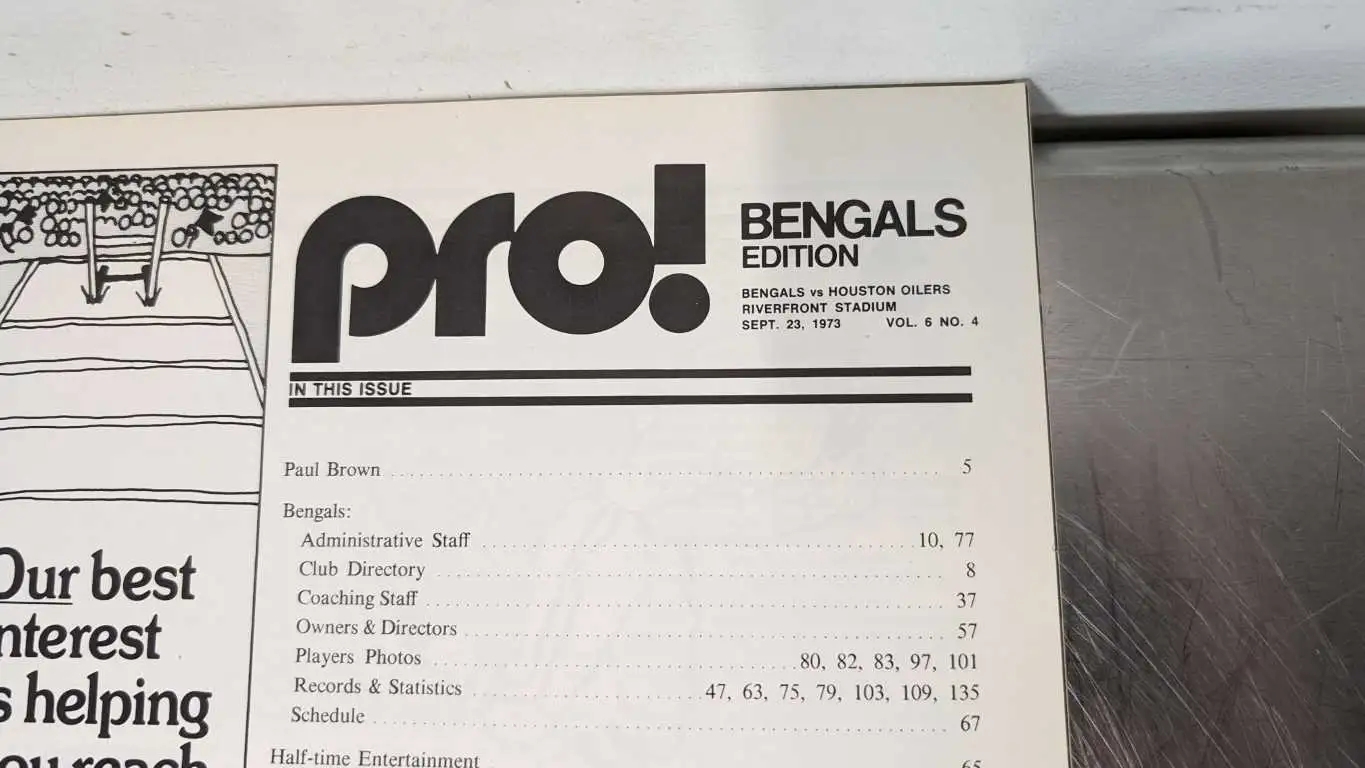 pro!
BENGALS
EDITION
BENGALS vs HOUSTON OILERS
RIVERFRONT STADIUM
SEPT. 23, 1973 VOL. 6 NO. 4
IN THIS ISSUE
Paul Brown 5
Bengals:
Administrative Staff 10, 77
Club Directory 8
Coaching Staff 37
Owners & Directors 57
Players Photos 80, 82, 83, 97, 101
Records & Statistics 47, 63, 75, 79, 103, 109, 135
Schedule 67
Half-time Entertainment 65
Our best
nterest
s helping
ou reach